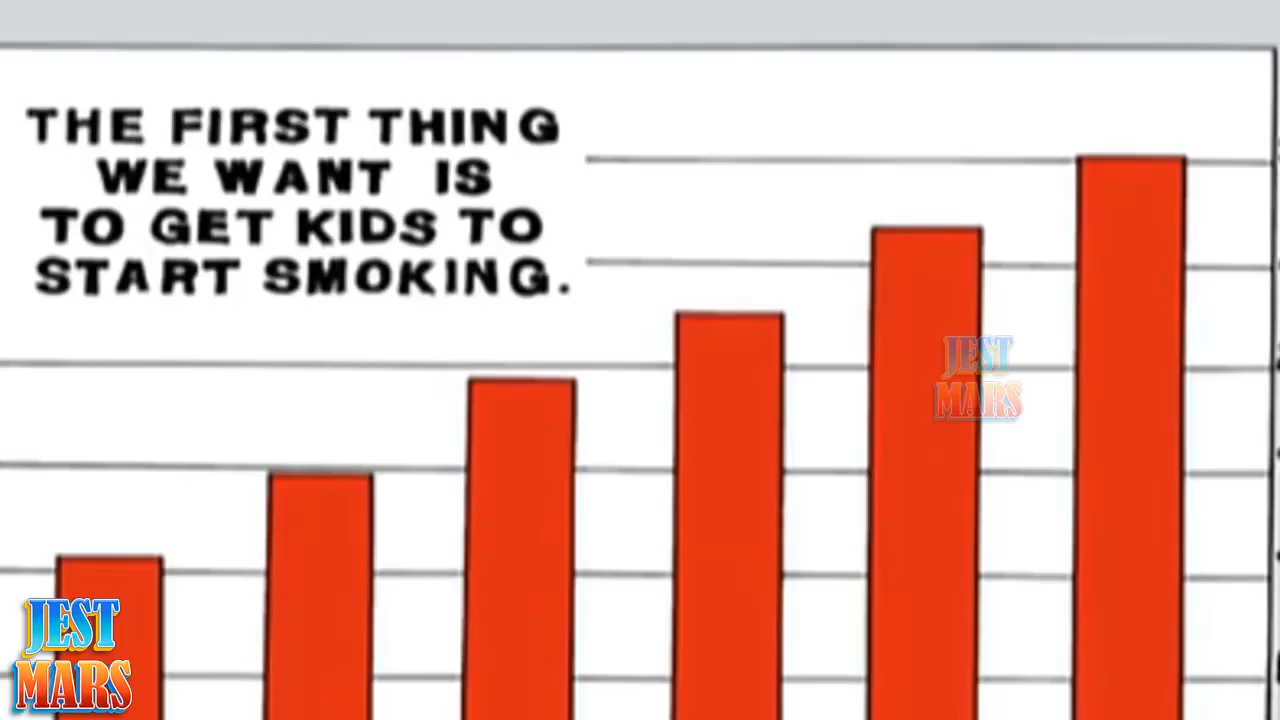 THE FIRST THING
WE WANT IS
TO GET KIDS TO
START SMOKING.
JEST
MARS
JEST
MARS